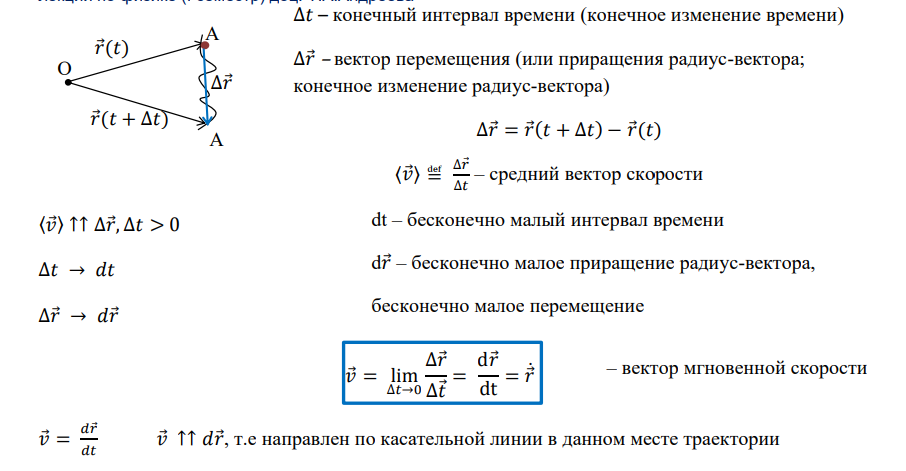 Δt – конечный интервал времени (конечное изменение времени)
A
r⃗(t)
O
Δr⃗
r⃗(t + Δt)
A
Δr⃗ – вектор перемещения (или приращения радиус-вектора;
конечное изменение радиус-вектора)
Δr⃗ = r⃗(t + Δt) − r⃗(t)
⟨v⃗⟩ ≝ Δr⃗/Δt – средний вектор скорости
⟨v⃗⟩ ↑↑ Δr⃗, Δt > 0
dt – бесконечно малый интервал времени
Δt → dt
dr⃗ – бесконечно малое приращение радиус-вектора,
Δr⃗ → dr⃗
бесконечно малое перемещение
v⃗ = lim Δt→0 Δr⃗/Δt⃗ = dr⃗/dt = ṙ⃗ – вектор мгновенной скорости
v⃗ = dr⃗/dt v⃗ ↑↑ dr⃗, т.е направлен по касательной линии в данном месте траектории